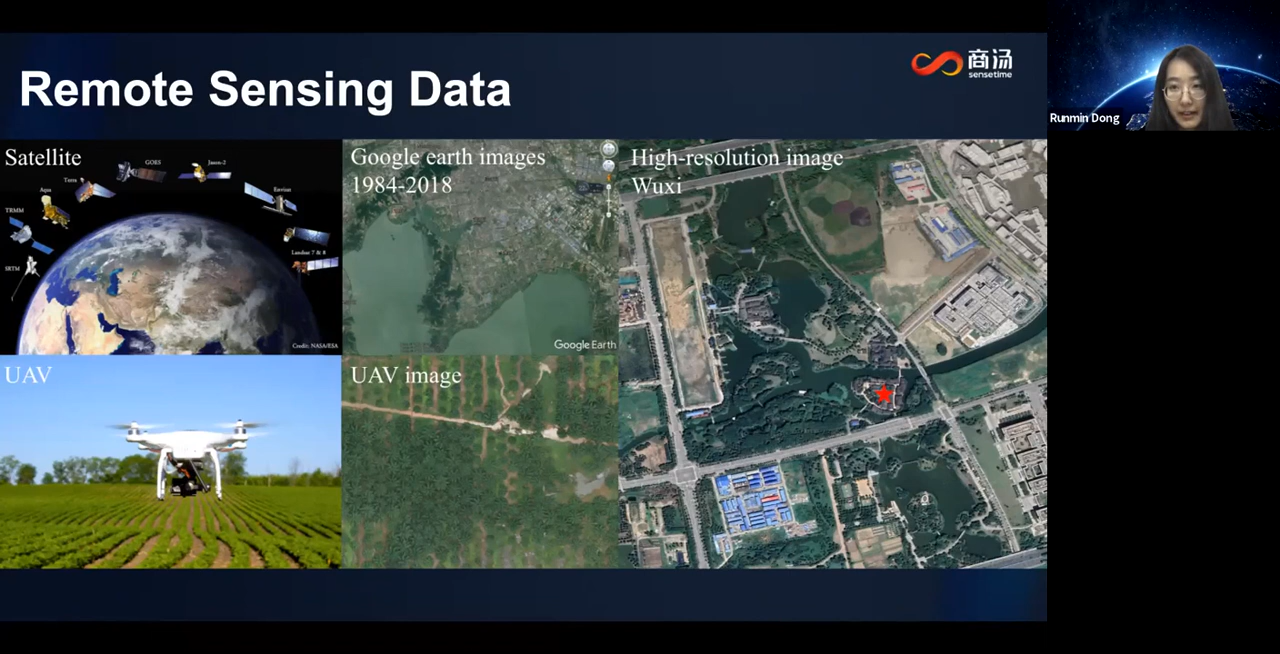 Remote Sensing Data
商汤
sensetime
Runmin Dong
Satellite
GOES
Jason-2
Terra
Aqua
Envisat
TRMM
Landsat 7 & 8
SRTM
Credit: NASA/ESA
Google earth images
1984-2018
Google Earth
High-resolution image
Wuxi
UAV
UAV image